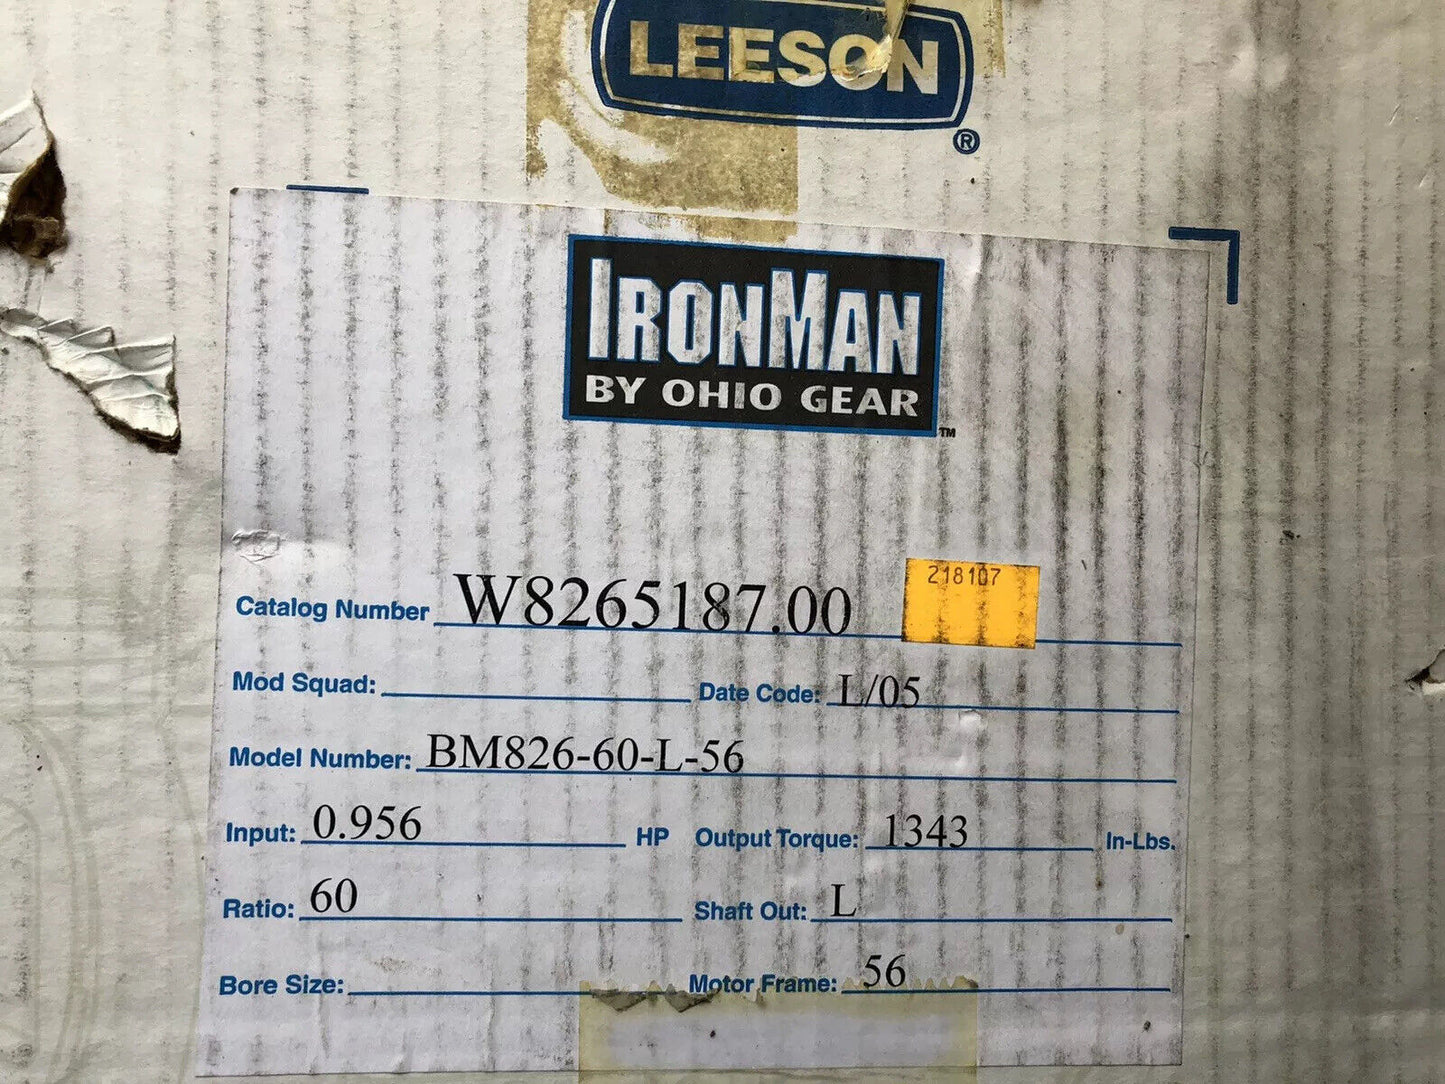 LEESON
®
IRONMAN
BY OHIO GEAR
™
Catalog Number W8265187.00 218107
Mod Squad: Date Code: L/05
Model Number: BM826-60-L-56
Input: 0.956 HP Output Torque: 1343 In-Lbs.
Ratio: 60 Shaft Out: L
Bore Size: Motor Frame: 56